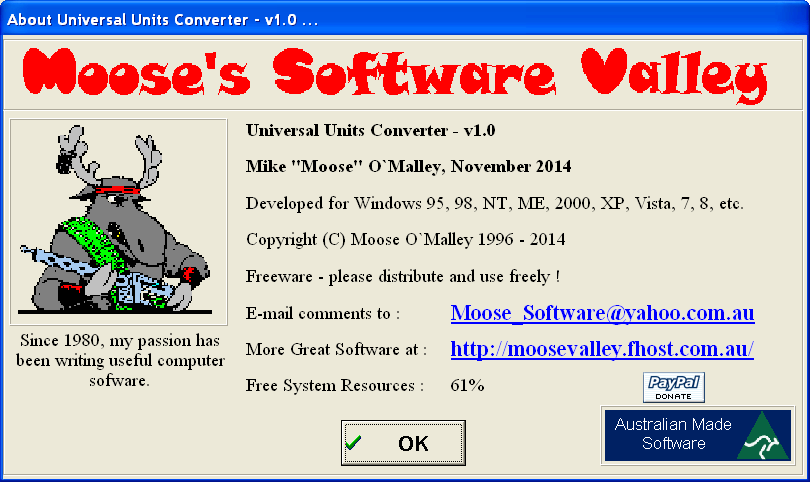 About Universal Units Converter - v1.0 ...
Moose's Software Valley
Universal Units Converter - v1.0
Mike "Moose" O`Malley, November 2014
Developed for Windows 95, 98, NT, ME, 2000, XP, Vista, 7, 8, etc.
Copyright (C) Moose O`Malley 1996 - 2014
Freeware - please distribute and use freely !
E-mail comments to : Moose_Software@yahoo.com.au
More Great Software at : http://moosevalley.fhost.com.au/
Free System Resources : 61%
Since 1980, my passion has
been writing useful computer
sofware.
PayPal
DONATE
Australian Made
Software
OK